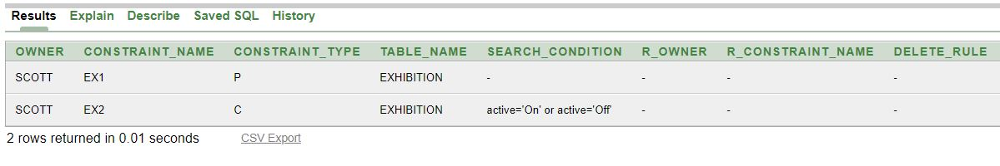 Results Explain Describe Saved SQL History
OWNER CONSTRAINT_NAME CONSTRAINT_TYPE TABLE_NAME SEARCH_CONDITION R_OWNER R_CONSTRAINT_NAME DELETE_RULE
SCOTT EX1 P EXHIBITION - - - -
SCOTT EX2 C EXHIBITION active='On' or active='Off' - - -
2 rows returned in 0.01 seconds CSV Export